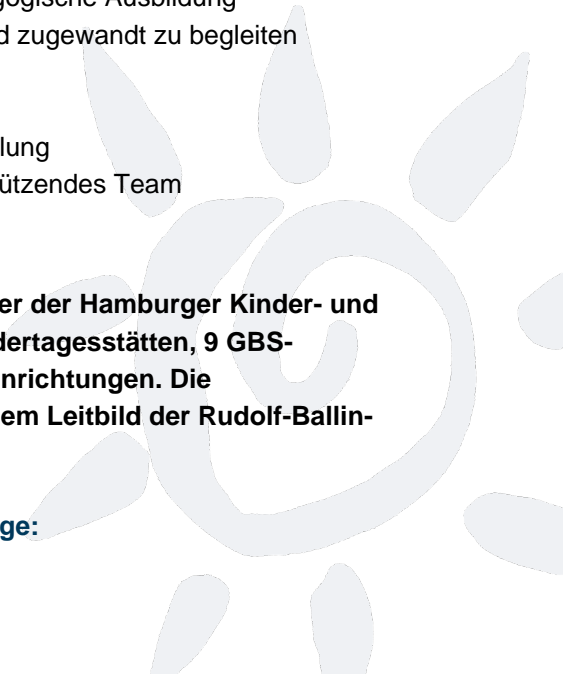 gogische Ausbildung
d zugewandt zu begleiten
lung
ützendes Team
er der Hamburger Kinder- und
dertagesstätten, 9 GBS-
nrichtungen. Die
em Leitbild der Rudolf-Ballin-
ge: